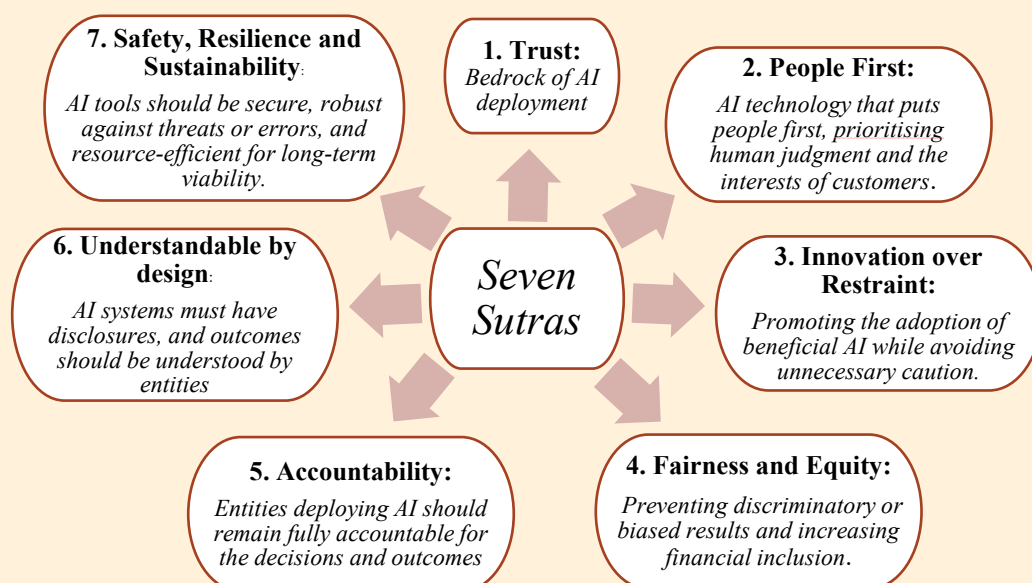 1. Trust:
Bedrock of AI
deployment
2. People First:
AI technology that puts
people first, prioritising
human judgment and the
interests of customers.
3. Innovation over
Restraint:
Promoting the adoption of
beneficial AI while avoiding
unnecessary caution.
4. Fairness and Equity:
Preventing discriminatory or
biased results and increasing
financial inclusion.
5. Accountability:
Entities deploying AI should
remain fully accountable for
the decisions and outcomes
6. Understandable by
design:
AI systems must have
disclosures, and outcomes
should be understood by
entities
7. Safety, Resilience and
Sustainability:
AI tools should be secure, robust
against threats or errors, and
resource-efficient for long-term
viability.
Seven
Sutras